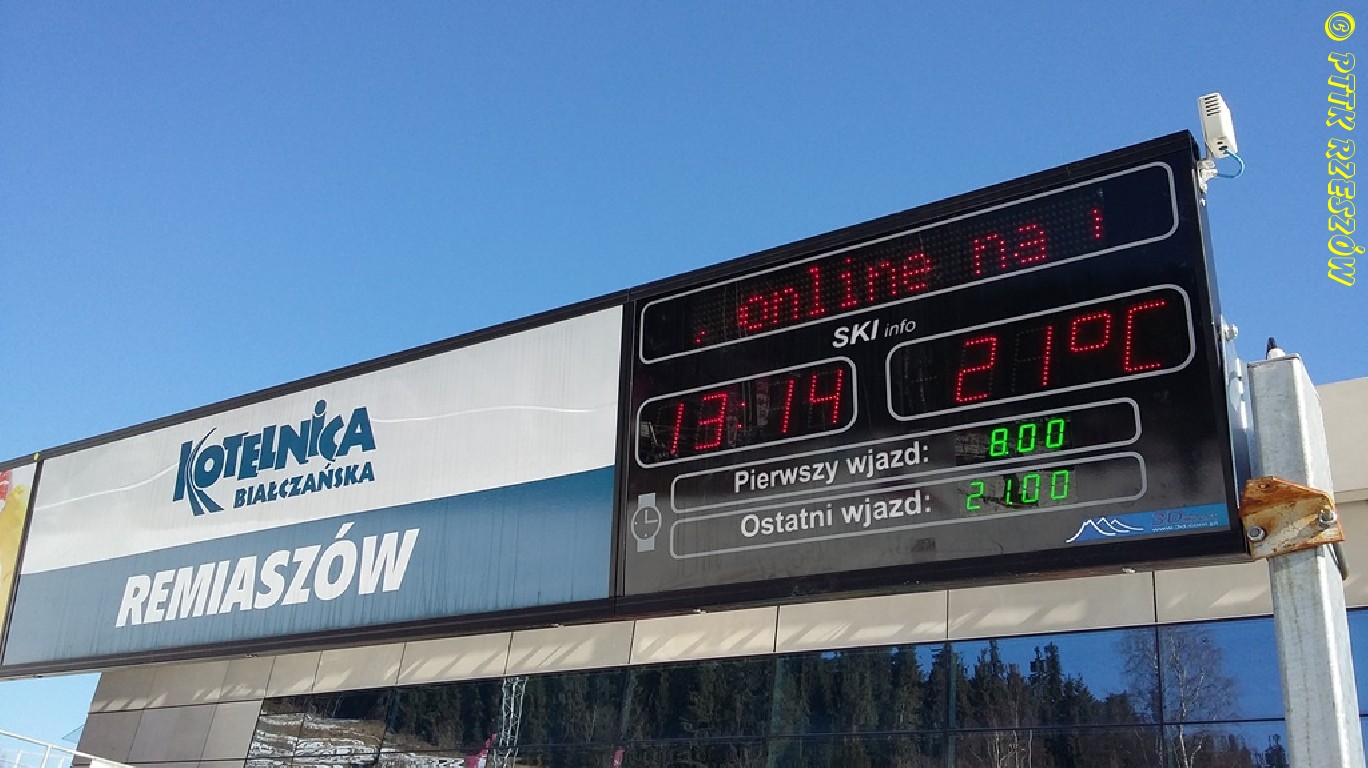 KOTELNICA
BIAŁCZAŃSKA
REMIASZÓW
. online na i
SKI info
13:14
21°C
Pierwszy wjazd: 8.00
Ostatni wjazd: 21.00
3D
© PTTK RZESZÓW